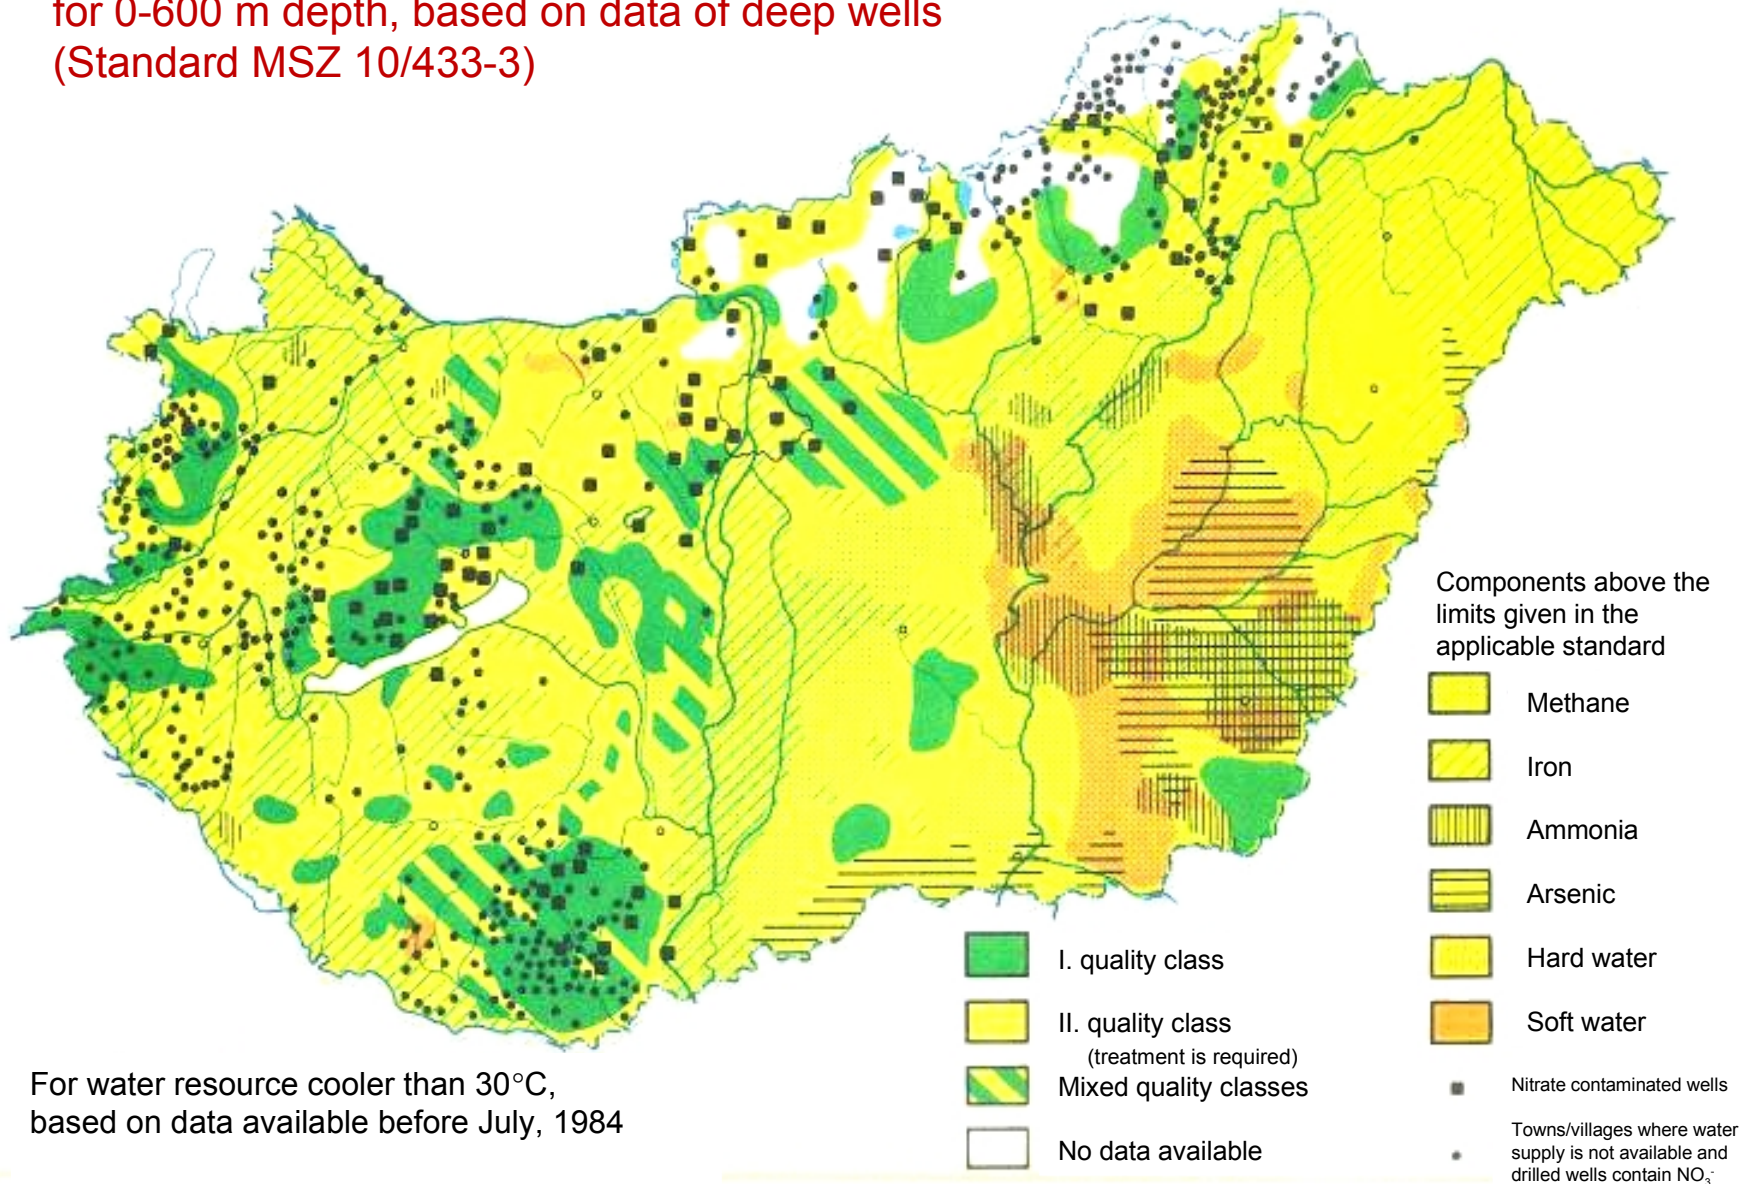 for 0-600 m depth, based on data of deep wells
(Standard MSZ 10/433-3)
Components above the
limits given in the
applicable standard
Methane
Iron
Ammonia
Arsenic
Hard water
Soft water
Nitrate contaminated wells
Towns/villages where water
supply is not available and
drilled wells contain NO₃⁻
I. quality class
II. quality class
(treatment is required)
Mixed quality classes
No data available
For water resource cooler than 30°C,
based on data available before July, 1984